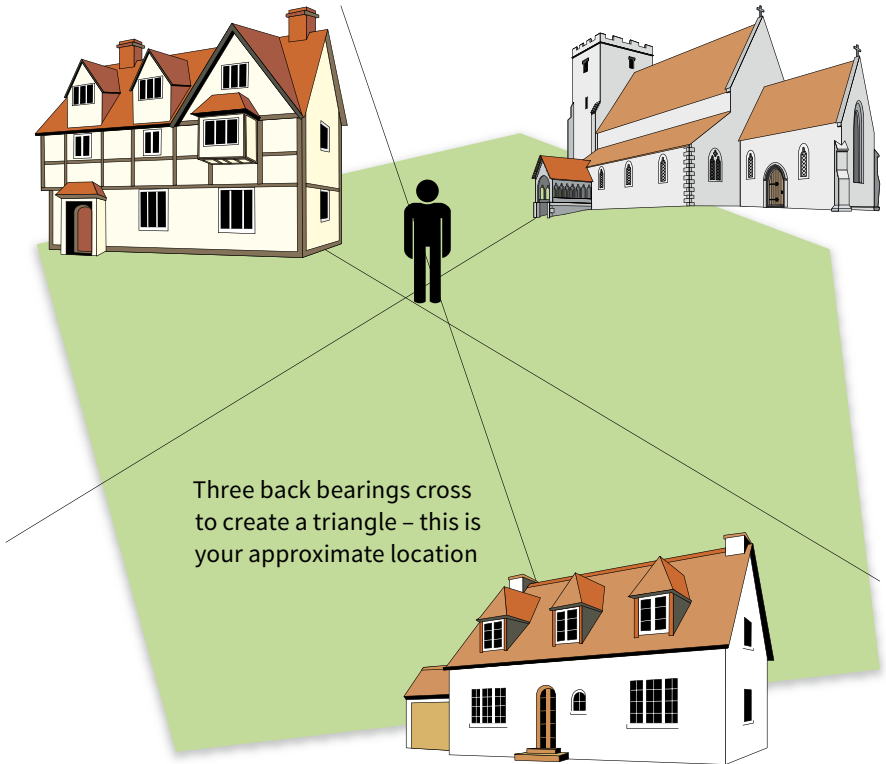 Three back bearings cross
to create a triangle – this is
your approximate location